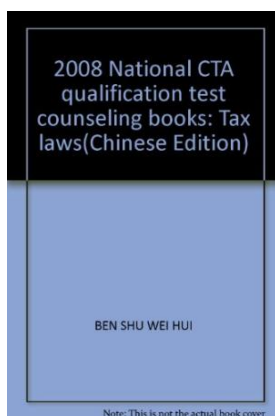 2008 National CTA
qualification test
counseling books: Tax
laws(Chinese Edition)
BEN SHU WEI HUI
Note: This is not the actual book cover